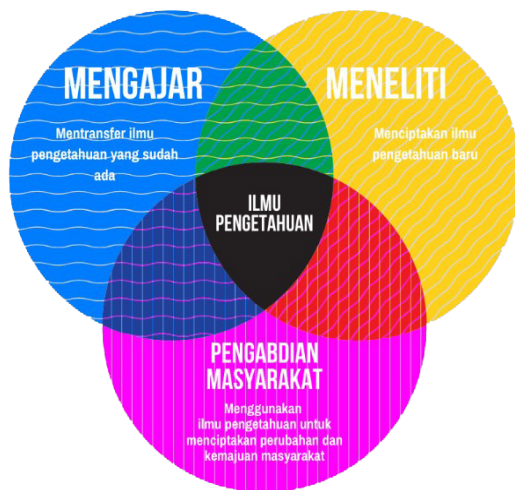 MENGAJAR
Mentransfer ilmu
pengetahuan yang sudah
ada
MENELITI
Menciptakan ilmu
pengetahuan baru
ILMU
PENGETAHUAN
PENGABDIAN
MASYARAKAT
Menggunakan
ilmu pengetahuan untuk
menciptakan perubahan dan
kemajuan masyarakat